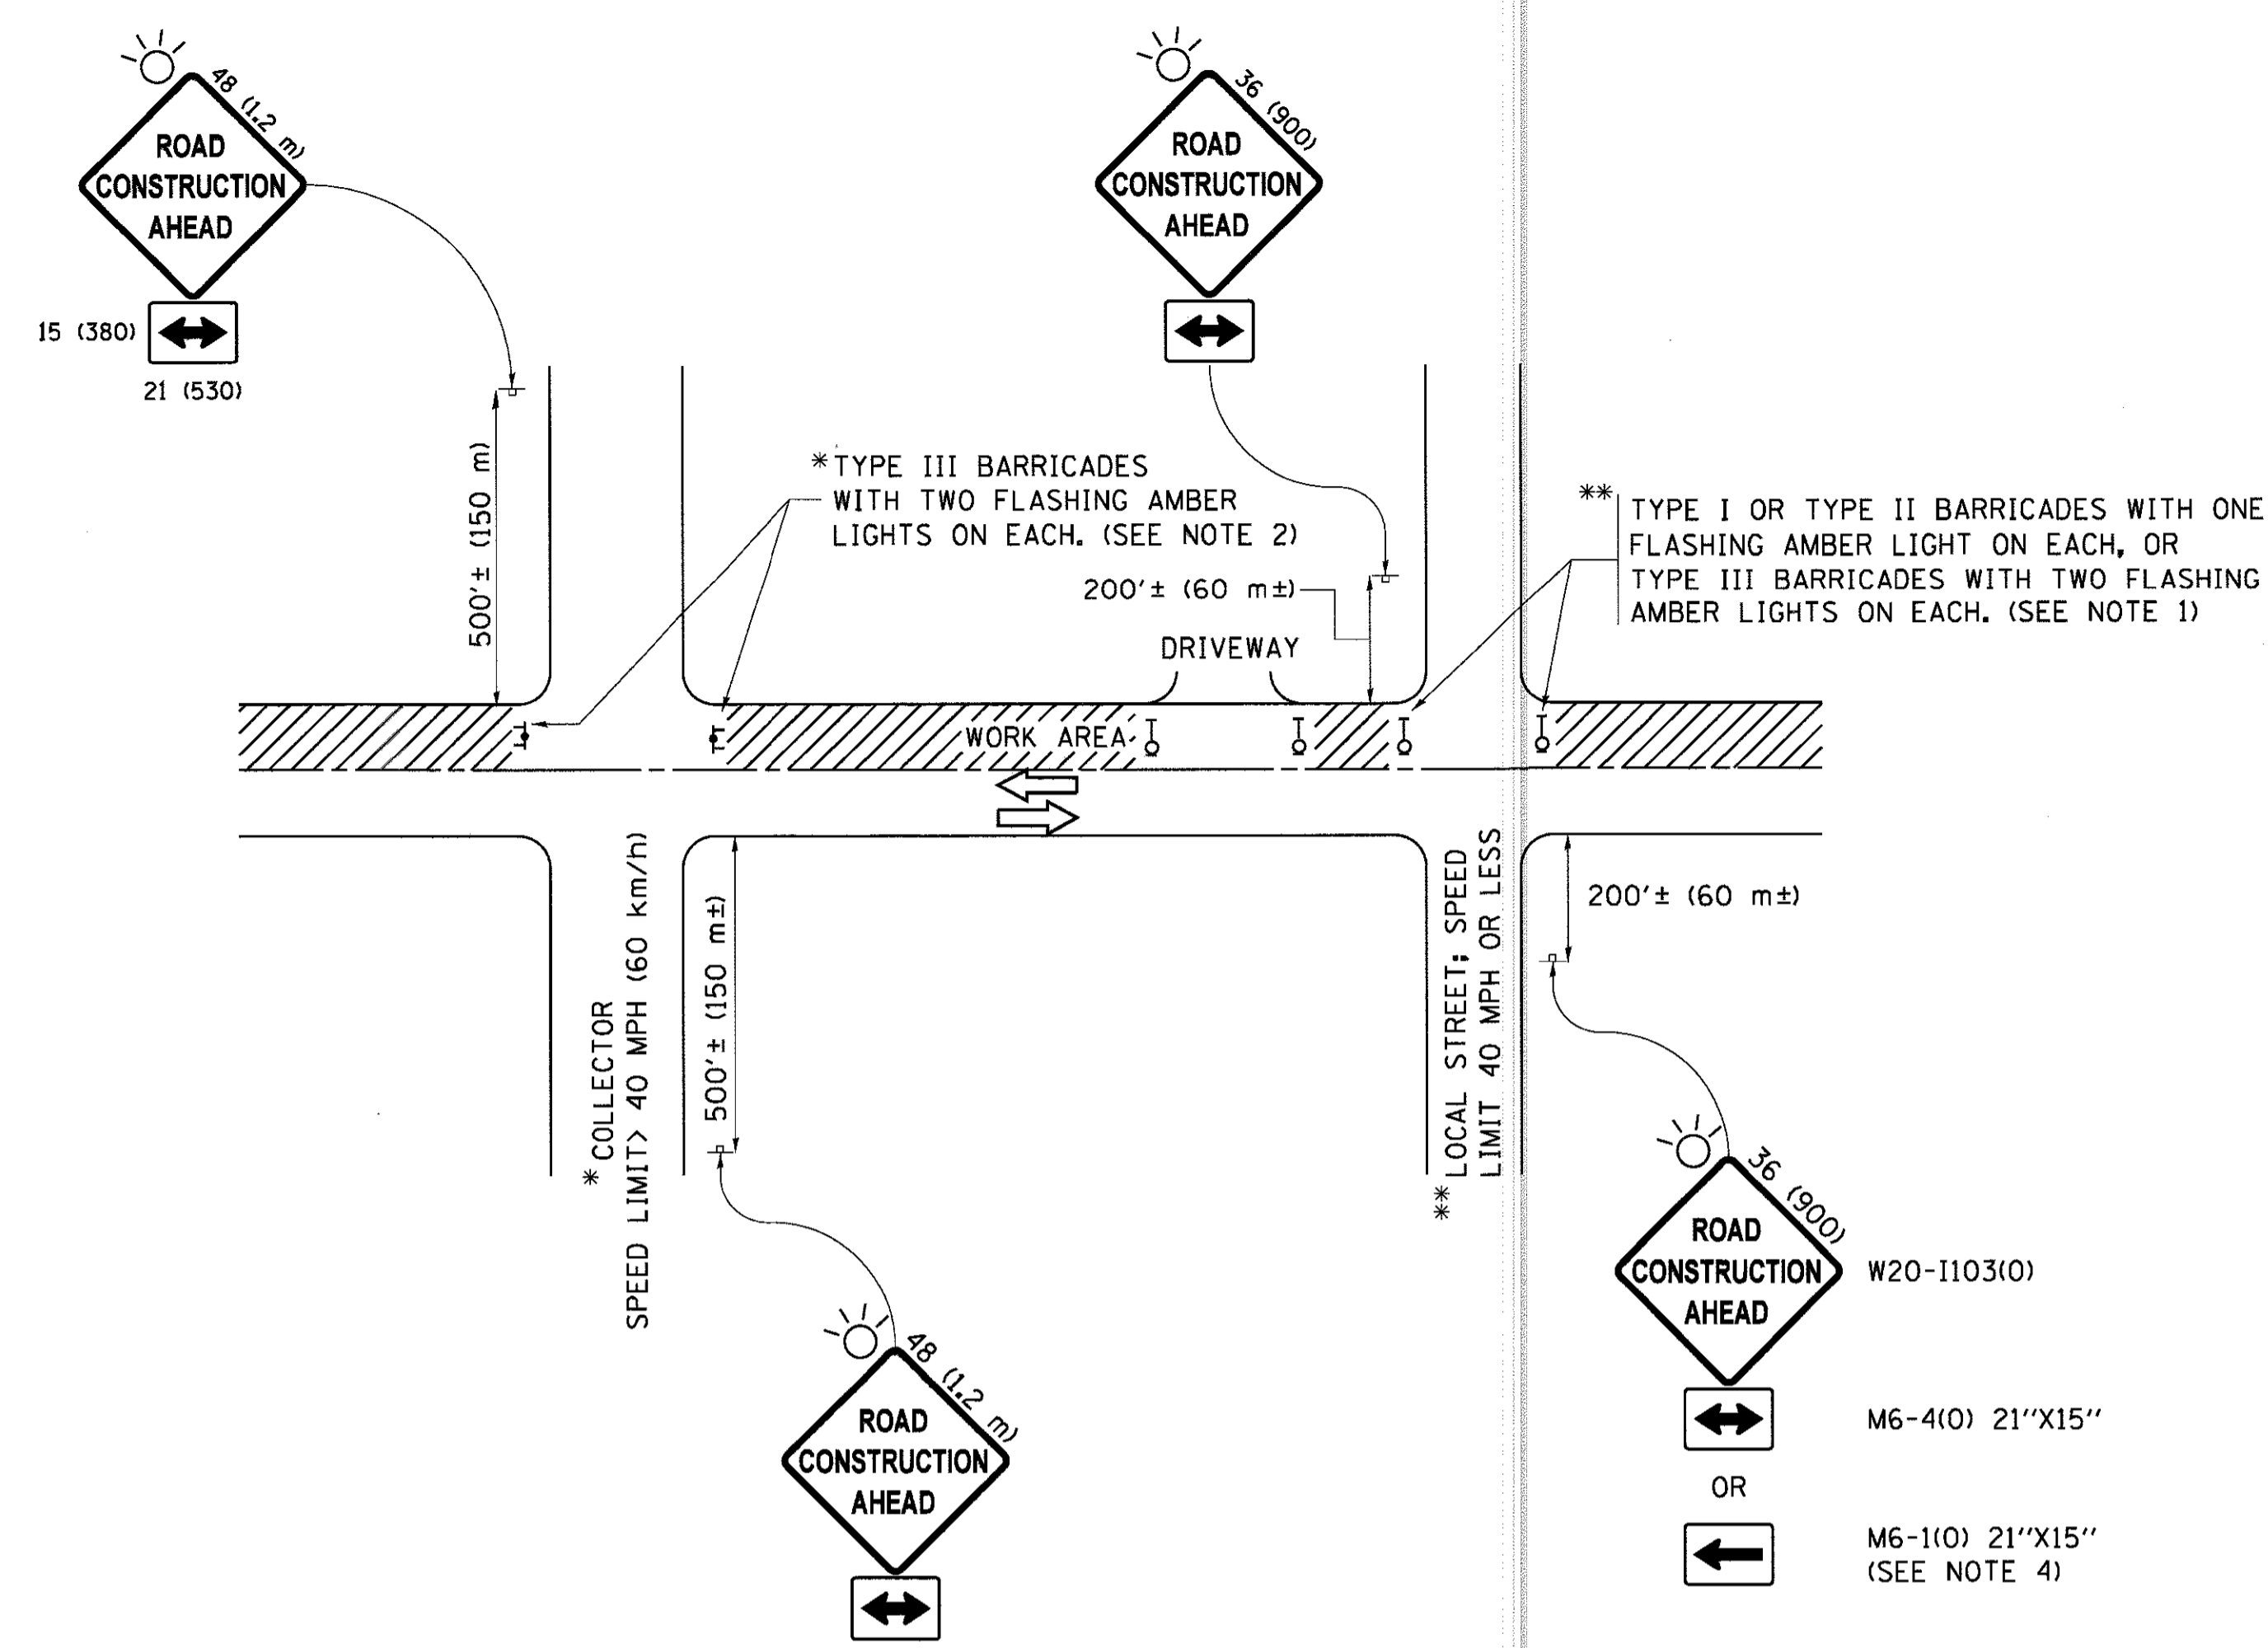 48 (1.2 m)
ROAD
CONSTRUCTION
AHEAD
15 (380)
21 (530)
500'± (150 m)
36 (900)
ROAD
CONSTRUCTION
AHEAD
*TYPE III BARRICADES
WITH TWO FLASHING AMBER
LIGHTS ON EACH. (SEE NOTE 2)
200'± (60 m±)
DRIVEWAY
** TYPE I OR TYPE II BARRICADES WITH ONE
FLASHING AMBER LIGHT ON EACH, OR
TYPE III BARRICADES WITH TWO FLASHING
AMBER LIGHTS ON EACH. (SEE NOTE 1)
WORK AREA
*COLLECTOR
SPEED LIMIT> 40 MPH (60 km/h)
500'± (150 m±)
**LOCAL STREET; SPEED
LIMIT 40 MPH OR LESS
200'± (60 m±)
48 (1.2 m)
ROAD
CONSTRUCTION
AHEAD
36 (900)
ROAD
CONSTRUCTION
AHEAD
W20-I103(O)
M6-4(O) 21''X15''
OR
M6-1(O) 21''X15''
(SEE NOTE 4)